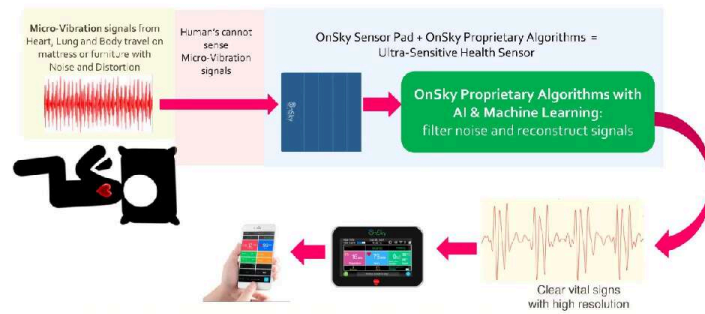 Micro-Vibration signals from
Heart, Lung and Body travel on
mattress or furniture with
Noise and Distortion
Human's cannot
sense
Micro-Vibration
signals
OnSky Sensor Pad + OnSky Proprietary Algorithms =
Ultra-Sensitive Health Sensor
OnSky
OnSky Proprietary Algorithms with
AI & Machine Learning:
filter noise and reconstruct signals
OnSky
Clear vital signs
with high resolution